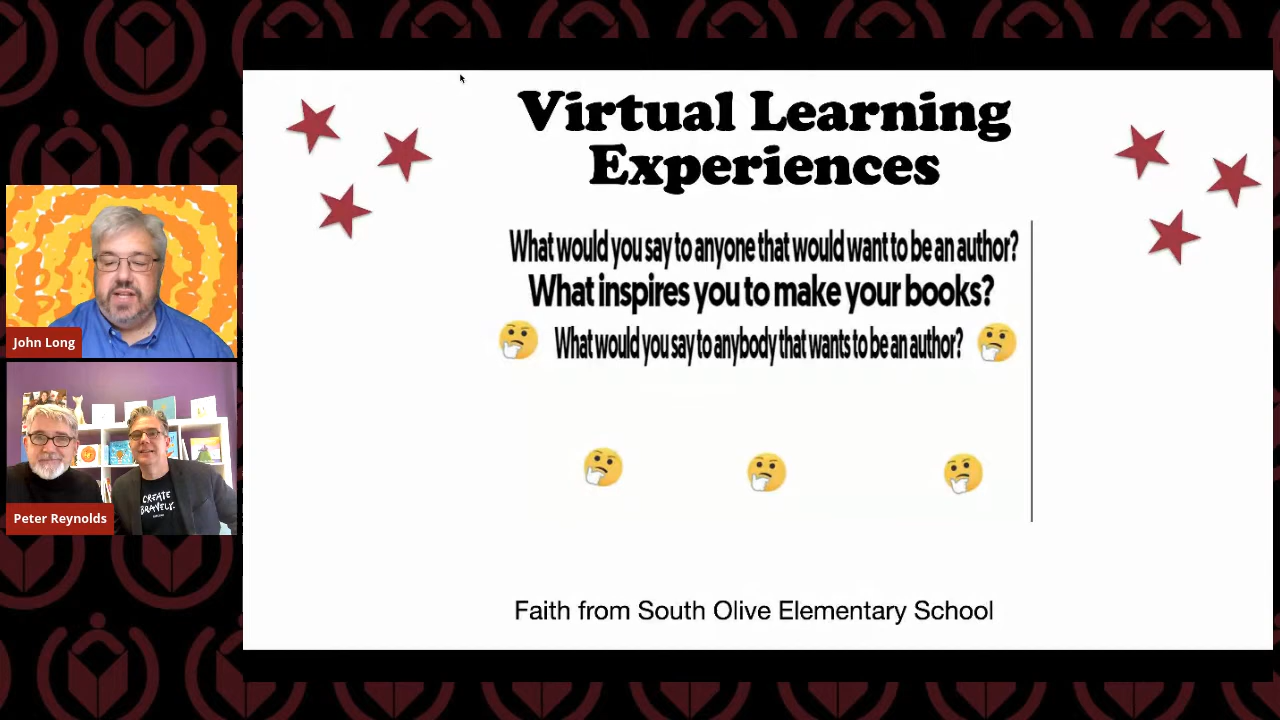 Virtual Learning
Experiences
What would you say to anyone that would want to be an author?
What inspires you to make your books?
What would you say to anybody that wants to be an author?
Faith from South Olive Elementary School
John Long
CREATE
BRAVELY.
Peter Reynolds